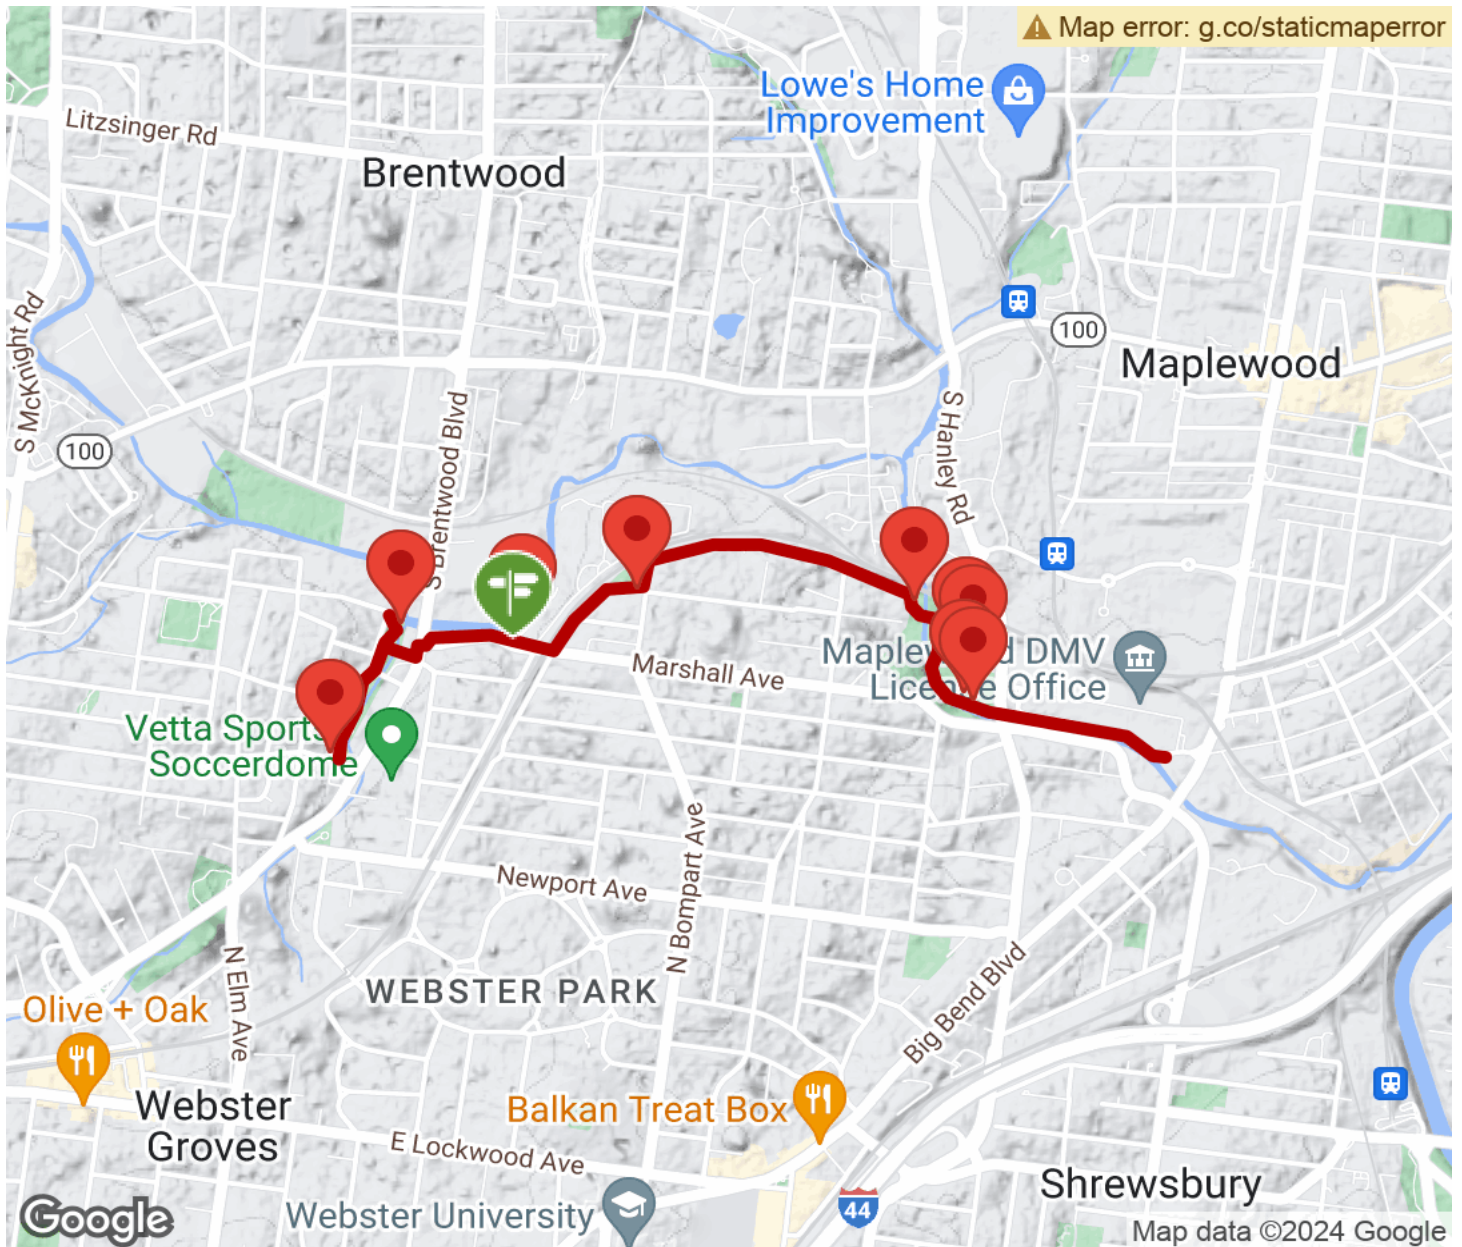 Map error: g.co/staticmaperror
Lowe's Home
Improvement
Litzsinger Rd
Brentwood
S McKnight Rd
100
Maplewood
100
S Brentwood Blvd
S Hanley Rd
Marshall Ave
DMV
Office
Vetta Sports
Soccerdome
Newport Ave
N Bompart Ave
N Elm Ave
WEBSTER PARK
Big Bend Blvd
Olive + Oak
Webster
Groves
Balkan Treat Box
E Lockwood Ave
Shrewsbury
Webster University
44
Google
Map data ©2024 Google